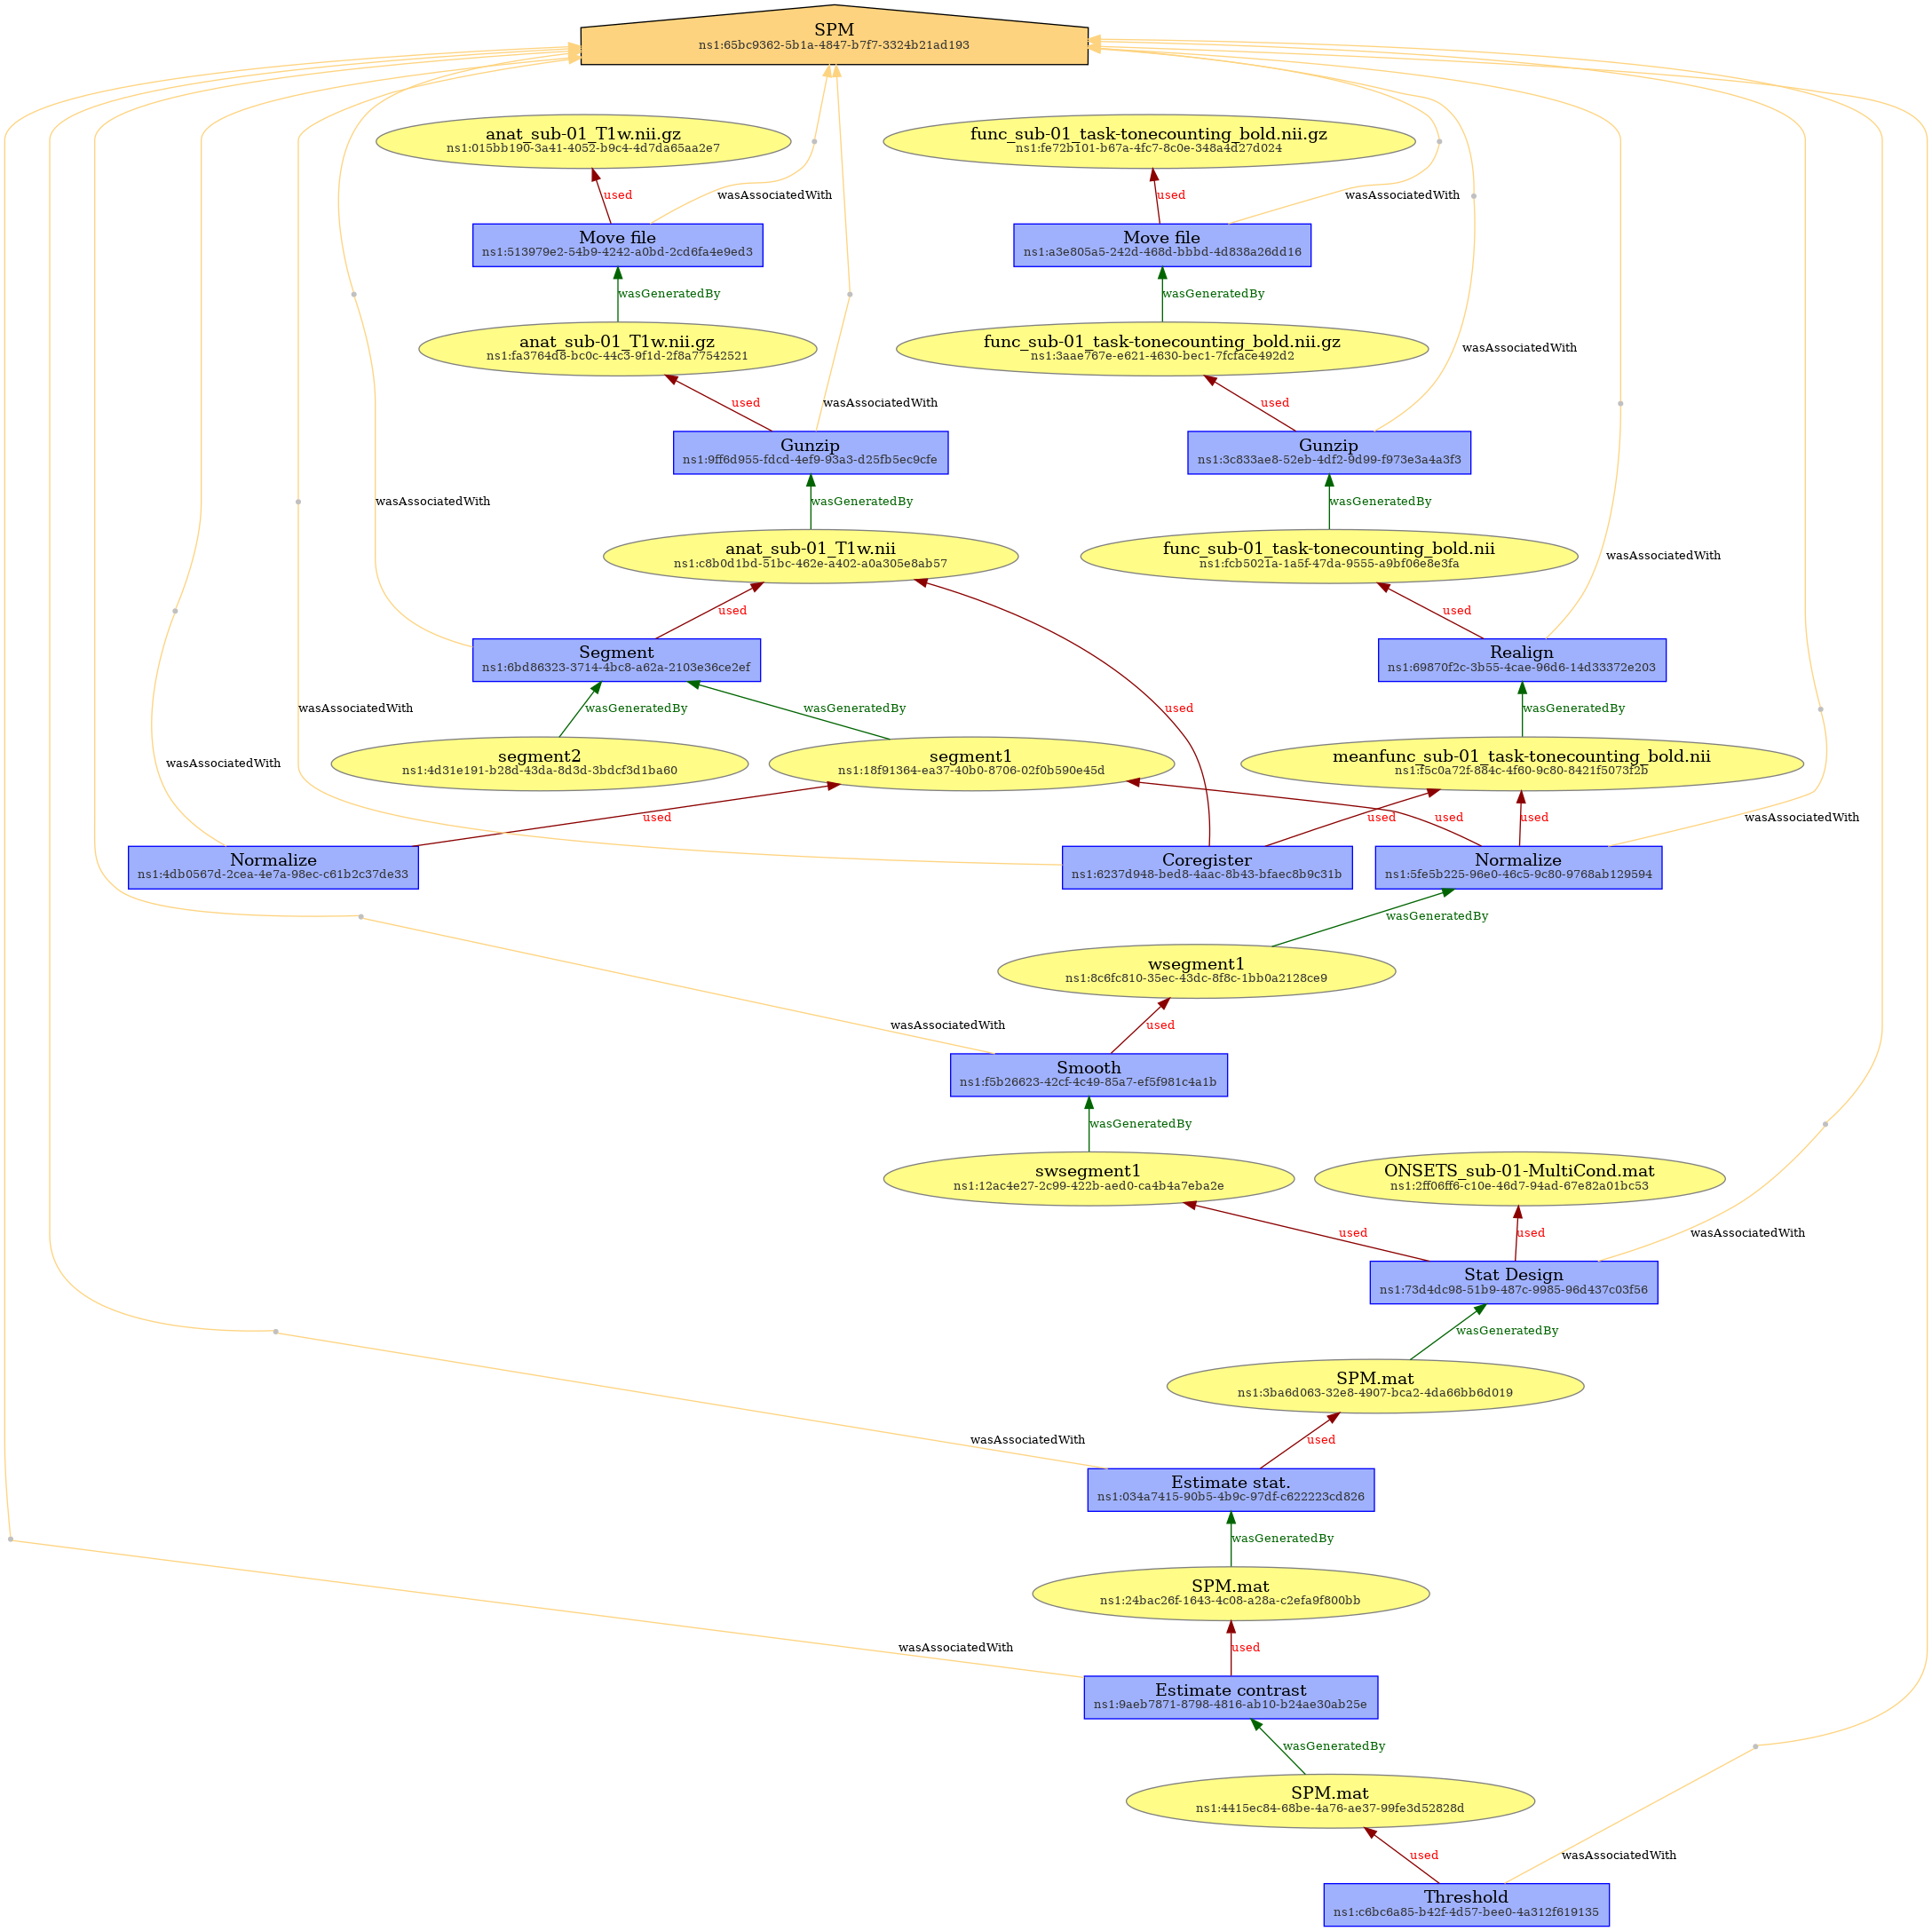 SPM
ns1:65bc9362-5b1a-4847-b7f7-3324b21ad193
anat_sub-01_T1w.nii.gz
ns1:015bb190-3a41-4052-b9c4-4d7da65aa2e7
func_sub-01_task-tonecounting_bold.nii.gz
ns1:fe72b101-b67a-4fc7-8c0e-348a4d27d024
used
wasAssociatedWith
used
wasAssociatedWith
Move file
ns1:513979e2-54b9-4242-a0bd-2cd6fa4e9ed3
Move file
ns1:a3e805a5-242d-468d-bbbd-4d838a26dd16
wasGeneratedBy
wasGeneratedBy
anat_sub-01_T1w.nii.gz
ns1:fa3764d8-bc0c-44c3-9f1d-2f8a77542521
func_sub-01_task-tonecounting_bold.nii.gz
ns1:3aae767e-e621-4630-bec1-7fcface492d2
wasAssociatedWith
used
wasAssociatedWith
used
Gunzip
ns1:9ff6d955-fdcd-4ef9-93a3-d25fb5ec9cfe
Gunzip
ns1:3c833ae8-52eb-4df2-9d99-f973e3a4a3f3
wasAssociatedWith
wasGeneratedBy
wasGeneratedBy
anat_sub-01_T1w.nii
ns1:c8b0d1bd-51bc-462e-a402-a0a305e8ab57
func_sub-01_task-tonecounting_bold.nii
ns1:fcb5021a-1a5f-47da-9555-a9bf06e8e3fa
wasAssociatedWith
used
used
Segment
ns1:6bd86323-3714-4bc8-a62a-2103e36ce2ef
Realign
ns1:69870f2c-3b55-4cae-96d6-14d33372e203
wasAssociatedWith
wasGeneratedBy
wasGeneratedBy
used
wasGeneratedBy
segment2
ns1:4d31e191-b28d-43da-8d3d-3bdcf3d1ba60
segment1
ns1:18f91364-ea37-40b0-8706-02f0b590e45d
meanfunc_sub-01_task-tonecounting_bold.nii
ns1:f5c0a72f-884c-4f60-9c80-8421f5073f2b
wasAssociatedWith
used
used
used
used
wasAssociatedWith
Normalize
ns1:4db0567d-2cea-4e7a-98ec-c61b2c37de33
Coregister
ns1:6237d948-bed8-4aac-8b43-bfaec8b9c31b
Normalize
ns1:5fe5b225-96e0-46c5-9c80-9768ab129594
wasGeneratedBy
wsegment1
ns1:8c6fc810-35ec-43dc-8f8c-1bb0a2128ce9
wasAssociatedWith
used
Smooth
ns1:f5b26623-42cf-4c49-85a7-ef5f981c4a1b
wasGeneratedBy
swsegment1
ns1:12ac4e27-2c99-422b-aed0-ca4b4a7eba2e
ONSETS_sub-01-MultiCond.mat
ns1:2ff06ff6-c10e-46d7-94ad-67e82a01bc53
used
used
wasAssociatedWith
Stat Design
ns1:73d4dc98-51b9-487c-9985-96d437c03f56
wasGeneratedBy
SPM.mat
ns1:3ba6d063-32e8-4907-bca2-4da66bb6d019
wasAssociatedWith
used
Estimate stat.
ns1:034a7415-90b5-4b9c-97df-c622223cd826
wasGeneratedBy
SPM.mat
ns1:24bac26f-1643-4c08-a28a-c2efa9f800bb
wasAssociatedWith
used
Estimate contrast
ns1:9aeb7871-8798-4816-ab10-b24ae30ab25e
wasGeneratedBy
SPM.mat
ns1:4415ec84-68be-4a76-ae37-99fe3d52828d
used
wasAssociatedWith
Threshold
ns1:c6bc6a85-b42f-4d57-bee0-4a312f619135